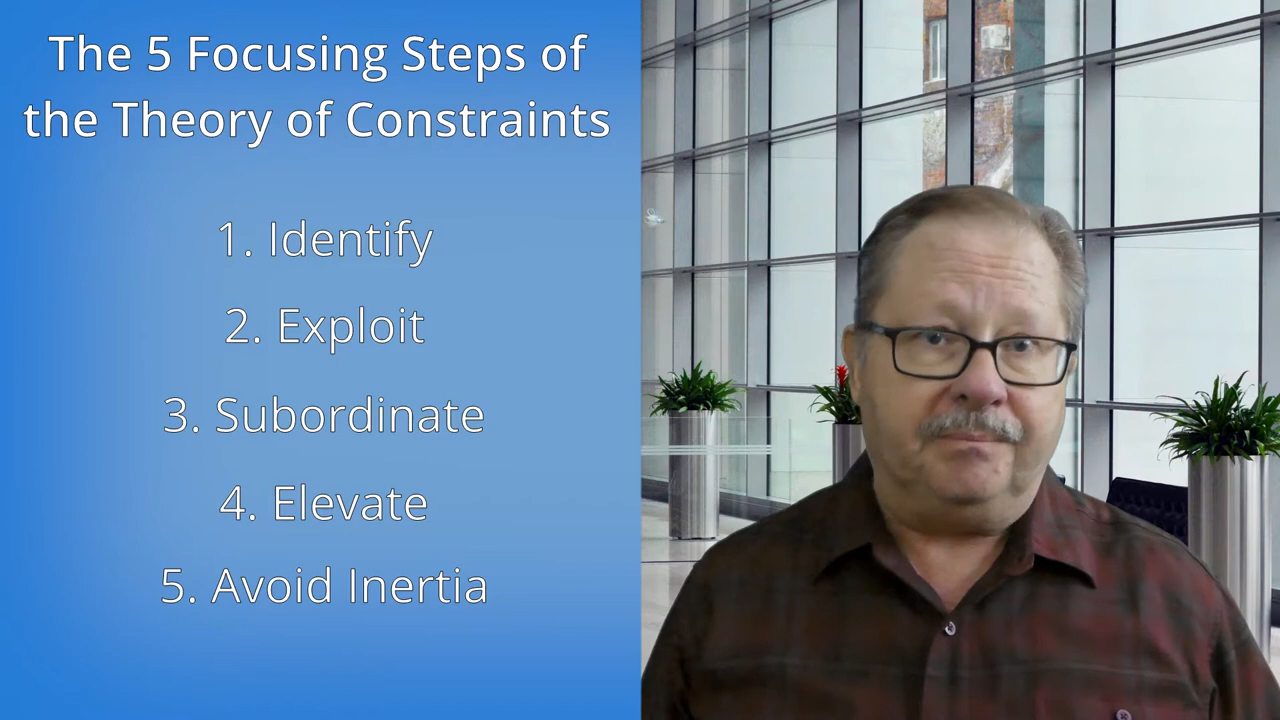 The 5 Focusing Steps of
the Theory of Constraints
1. Identify
2. Exploit
3. Subordinate
4. Elevate
5. Avoid Inertia